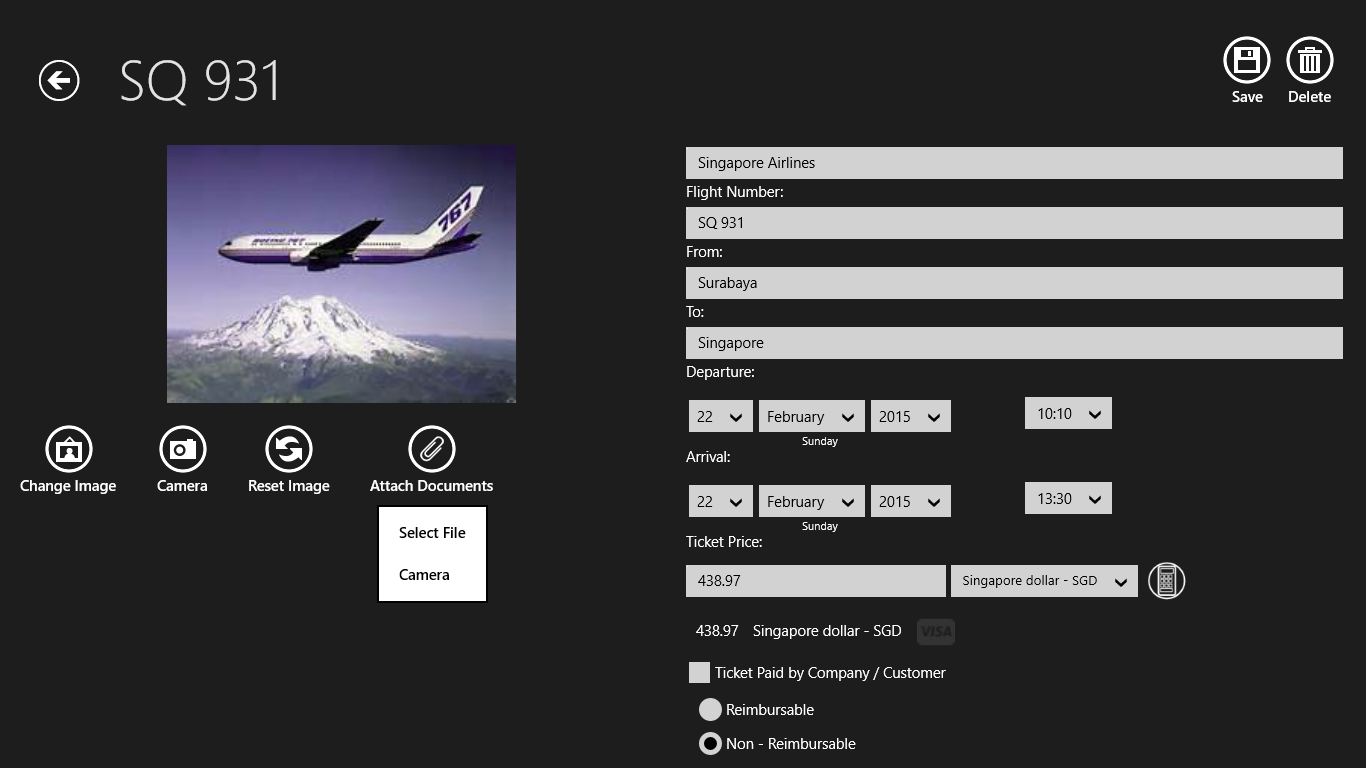 SQ 931
Save
Delete
767
Singapore Airlines
Flight Number:
SQ 931
From:
Surabaya
To:
Singapore
Departure:
22 February 2015 10:10
Sunday
Arrival:
22 February 2015 13:30
Sunday
Ticket Price:
438.97 Singapore dollar - SGD
438.97 Singapore dollar - SGD VISA
Ticket Paid by Company / Customer
Reimbursable
Non - Reimbursable
Change Image
Camera
Reset Image
Attach Documents
Select File
Camera